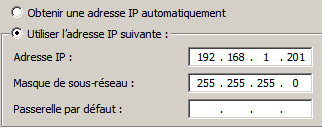 Obtenir une adresse IP automatiquement
Utiliser l'adresse IP suivante :
Adresse IP : 192 . 168 . 1 . 201
Masque de sous-réseau : 255 . 255 . 255 . 0
Passerelle par défaut : . . .